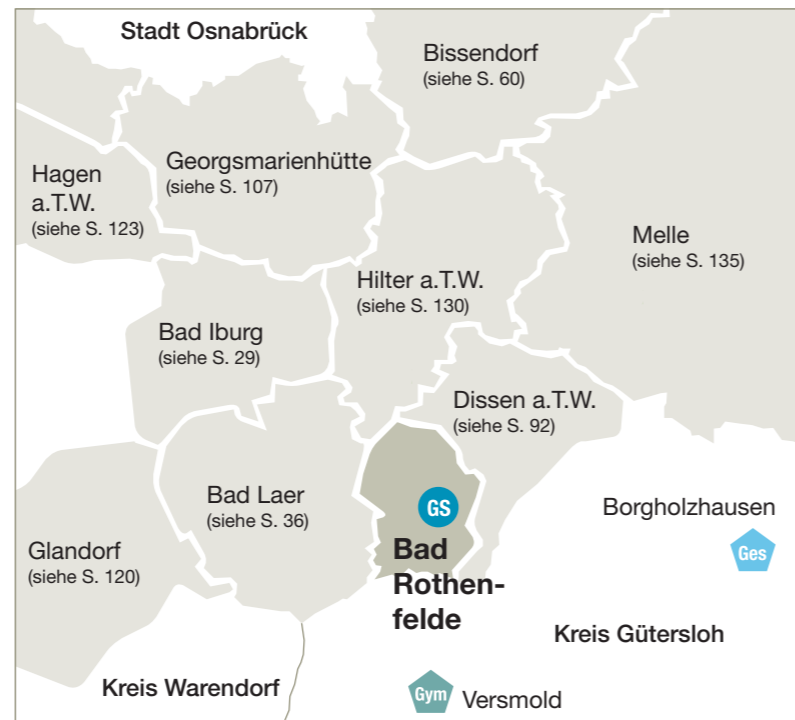 Stadt Osnabrück
Bissendorf
(siehe S. 60)
Georgsmarienhütte
(siehe S. 107)
Hagen
a.T.W.
(siehe S. 123)
Melle
(siehe S. 135)
Hilter a.T.W.
(siehe S. 130)
Bad Iburg
(siehe S. 29)
Dissen a.T.W.
(siehe S. 92)
Bad Laer
(siehe S. 36)
GS
Borgholzhausen
Ges
Glandorf
(siehe S. 120)
Bad
Rothen-
felde
Kreis Gütersloh
Kreis Warendorf
Gym
Versmold